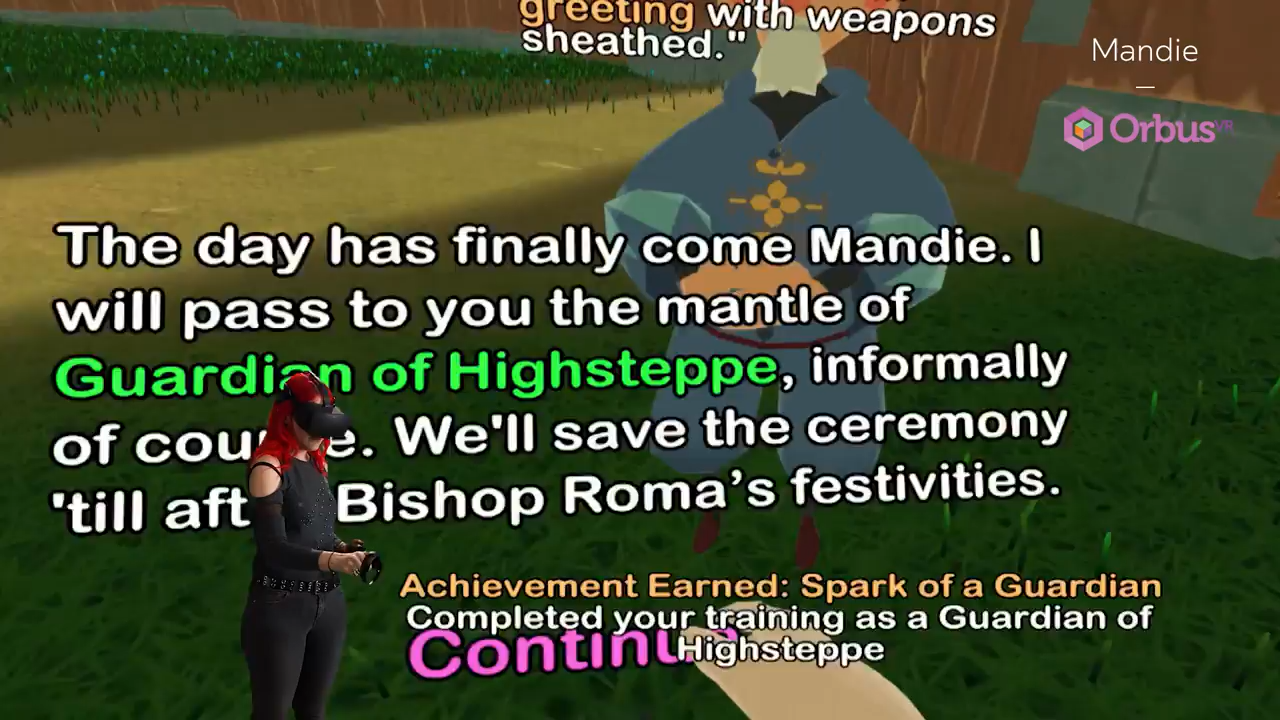 greeting with weapons
sheathed."
Mandie
OrbusVR
The day has finally come Mandie. I
will pass to you the mantle of
Guardian of Highsteppe, informally
of cou e. We'll save the ceremony
'till aft Bishop Roma’s festivities.
Achievement Earned: Spark of a Guardian
Completed your training as a Guardian of
Highsteppe
Continue